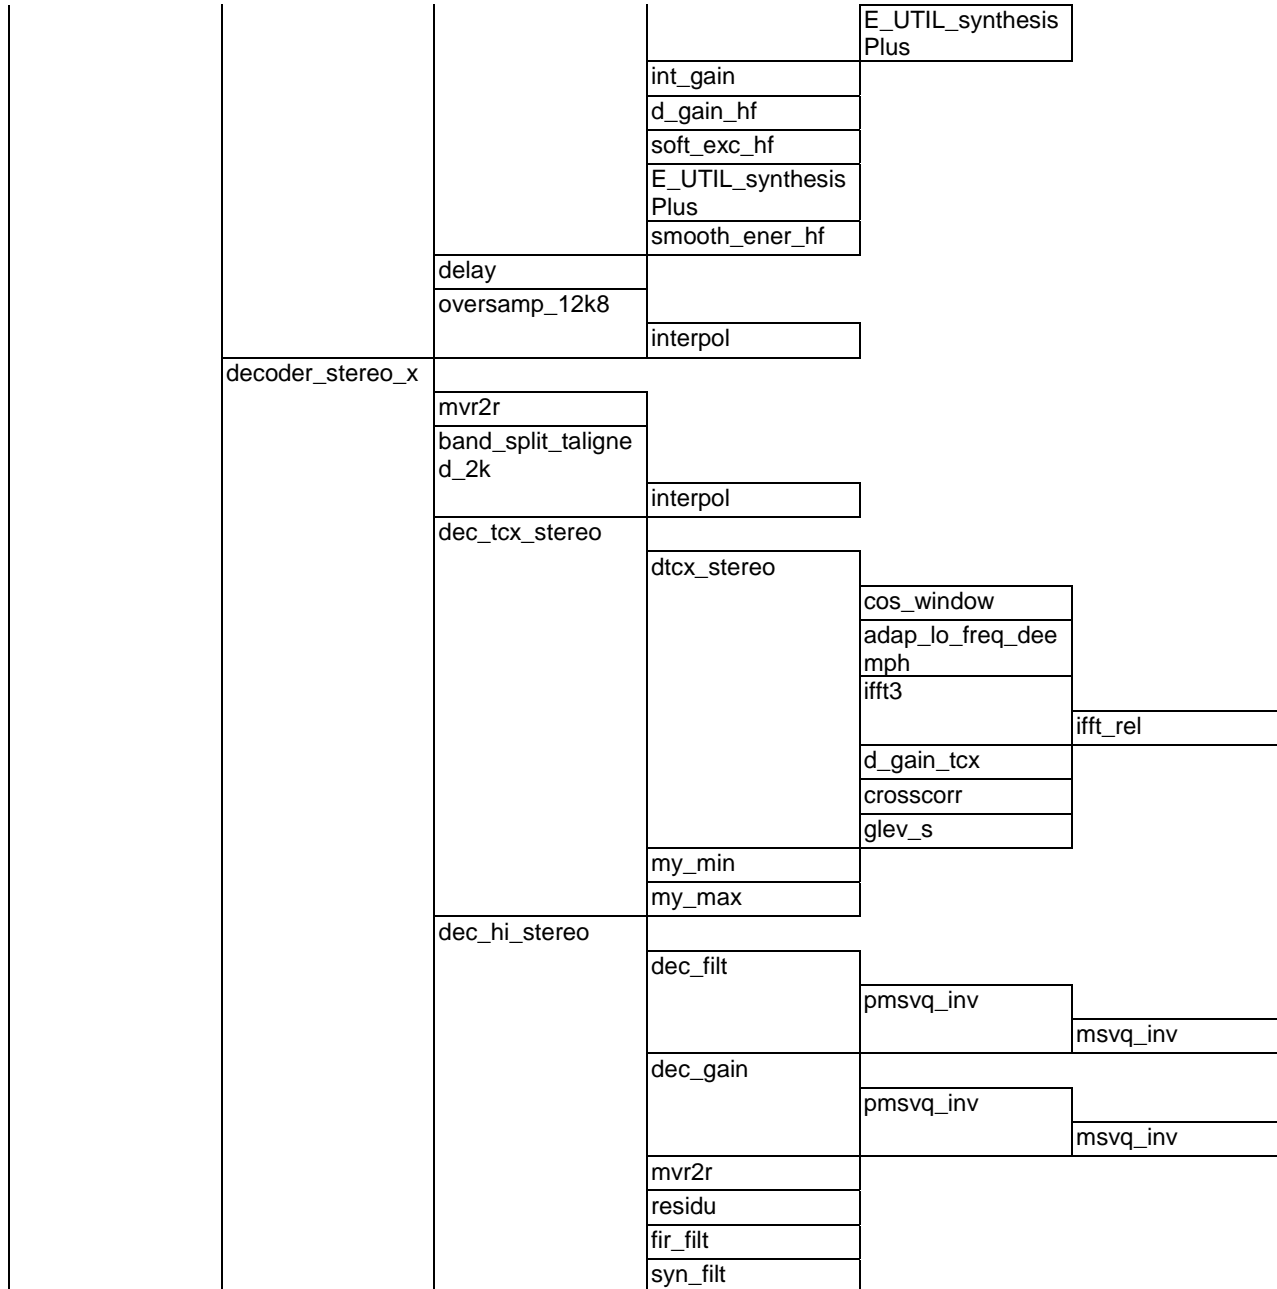 E_UTIL_synthesis
Plus
int_gain
d_gain_hf
soft_exc_hf
E_UTIL_synthesis
Plus
smooth_ener_hf
delay
oversamp_12k8
interpol
decoder_stereo_x
mvr2r
band_split_taligne
d_2k
interpol
dec_tcx_stereo
dtcx_stereo
cos_window
adap_lo_freq_dee
mph
ifft3
ifft_rel
d_gain_tcx
crosscorr
glev_s
my_min
my_max
dec_hi_stereo
dec_filt
pmsvq_inv
msvq_inv
dec_gain
pmsvq_inv
msvq_inv
mvr2r
residu
fir_filt
syn_filt